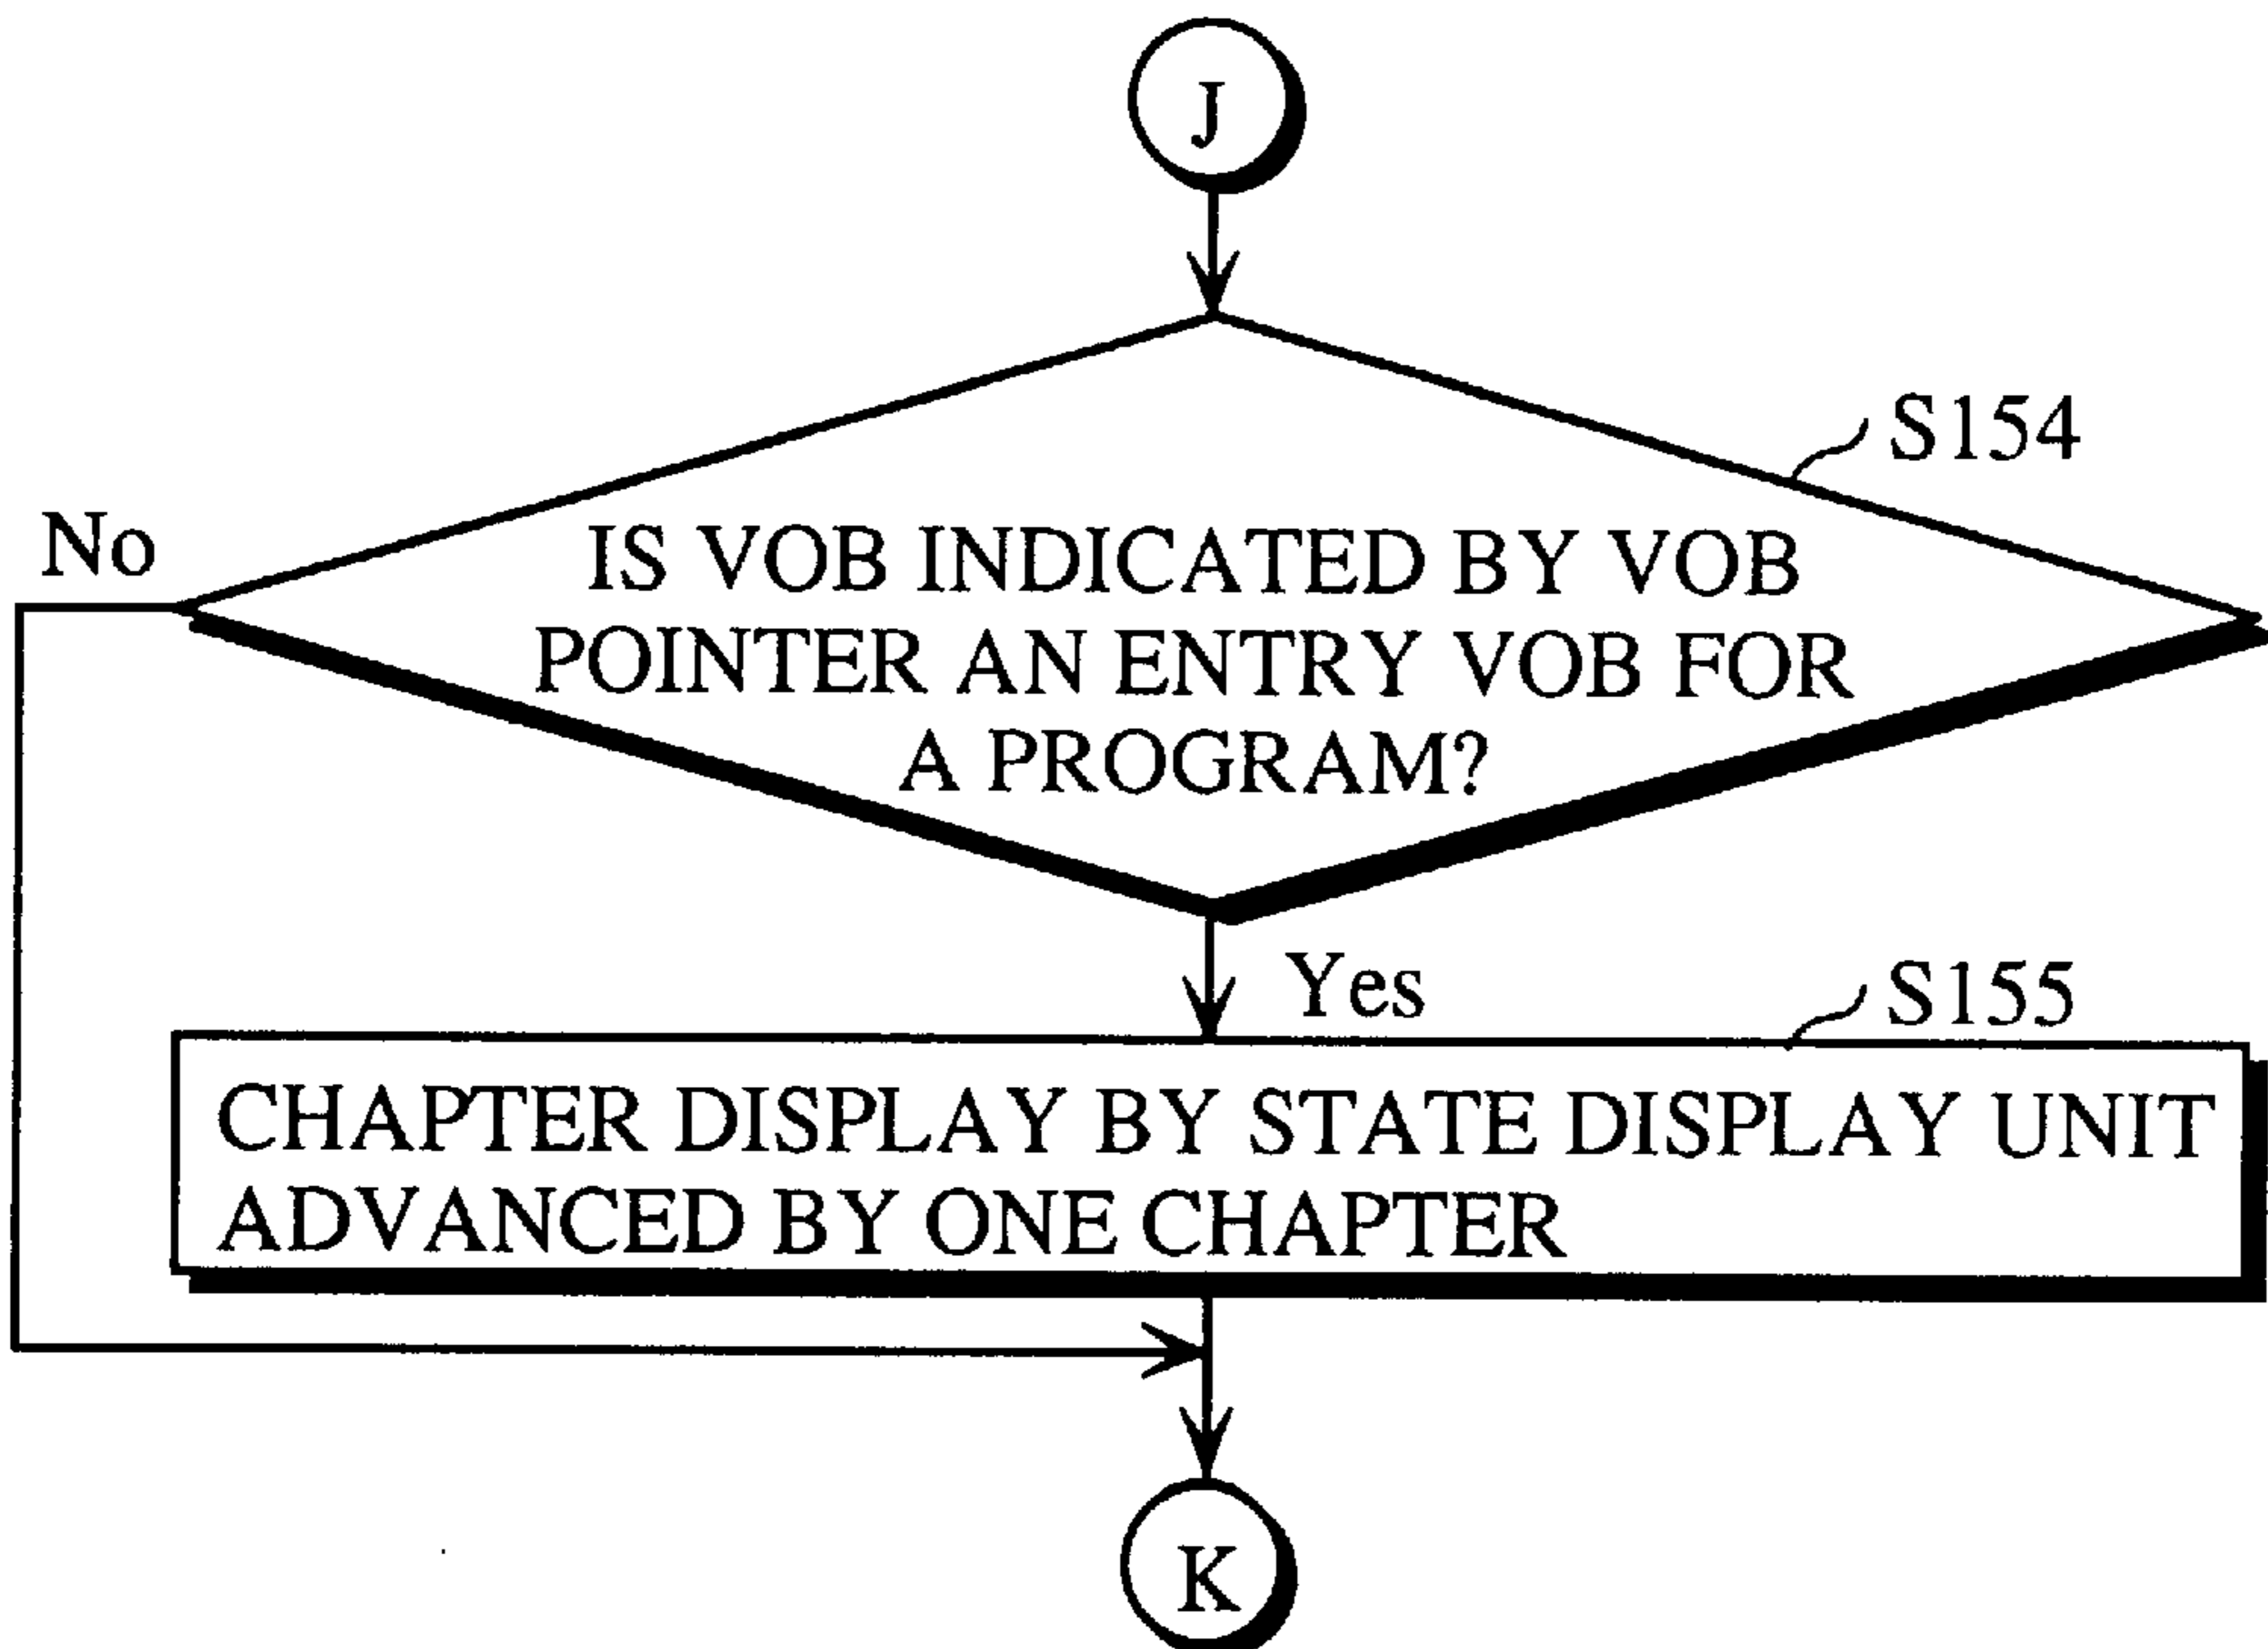 J
S154
No
IS VOB INDICATED BY VOB
POINTER AN ENTRY VOB FOR
A PROGRAM?
Yes
S155
CHAPTER DISPLAY BY STATE DISPLAY UNIT
ADVANCED BY ONE CHAPTER
K